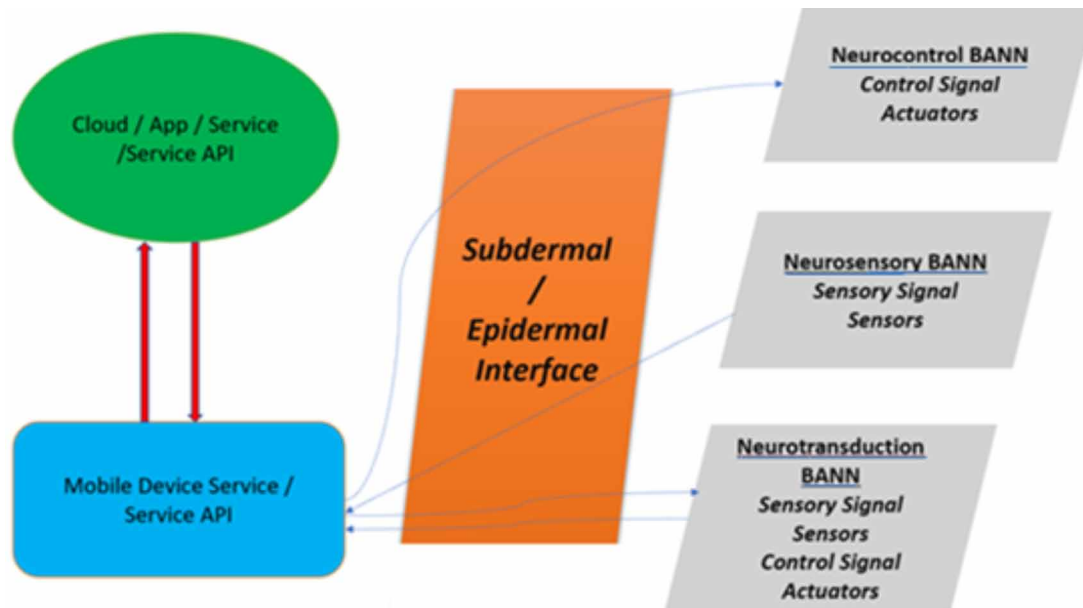 Cloud / App / Service
/Service API
Mobile Device Service /
Service API
Subdermal
/
Epidermal
Interface
Neurocontrol BANN
Control Signal
Actuators
Neurosensory BANN
Sensory Signal
Sensors
Neurotransduction
BANN
Sensory Signal
Sensors
Control Signal
Actuators